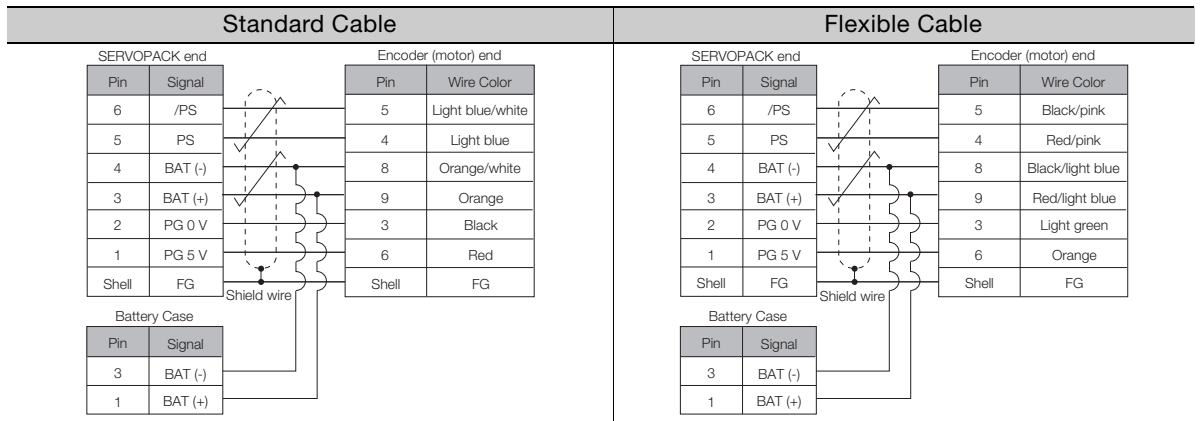 Standard Cable
SERVOPACK end Encoder (motor) end
Pin Signal Pin Wire Color
6 /PS 5 Light blue/white
5 PS 4 Light blue
4 BAT (-) 8 Orange/white
3 BAT (+) 9 Orange
2 PG 0 V 3 Black
1 PG 5 V 6 Red
Shell FG Shell FG
Shield wire
Battery Case
Pin Signal
3 BAT (-)
1 BAT (+)
Flexible Cable
SERVOPACK end Encoder (motor) end
Pin Signal Pin Wire Color
6 /PS 5 Black/pink
5 PS 4 Red/pink
4 BAT (-) 8 Black/light blue
3 BAT (+) 9 Red/light blue
2 PG 0 V 3 Light green
1 PG 5 V 6 Orange
Shell FG Shell FG
Shield wire
Battery Case
Pin Signal
3 BAT (-)
1 BAT (+)